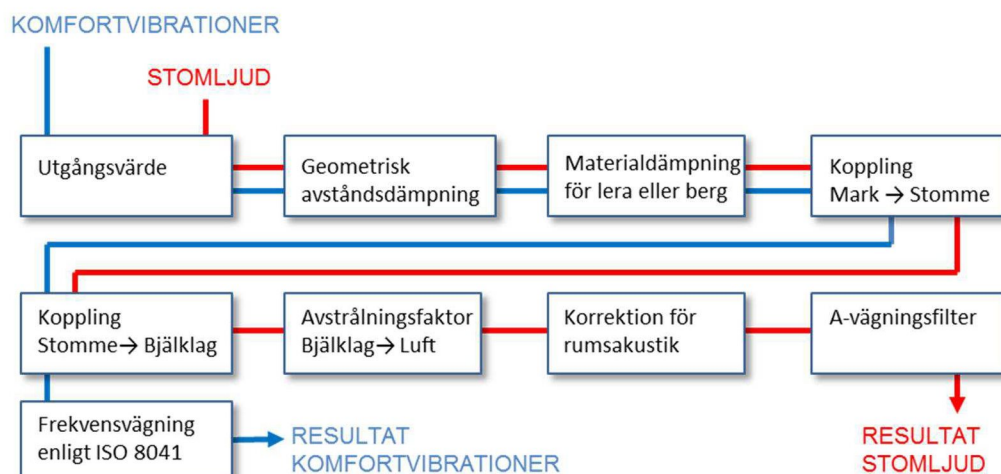 KOMFORTVIBRATIONER
STOMLJUD
Utgångsvärde
Geometrisk
avståndsdämpning
Materialdämpning
för lera eller berg
Koppling
Mark → Stomme
Koppling
Stomme → Bjälklag
Avstrålningsfaktor
Bjälklag → Luft
Korrektion för
rumsakustik
A-vägningsfilter
Frekvensvägning
enligt ISO 8041
RESULTAT
KOMFORTVIBRATIONER
RESULTAT
STOMLJUD